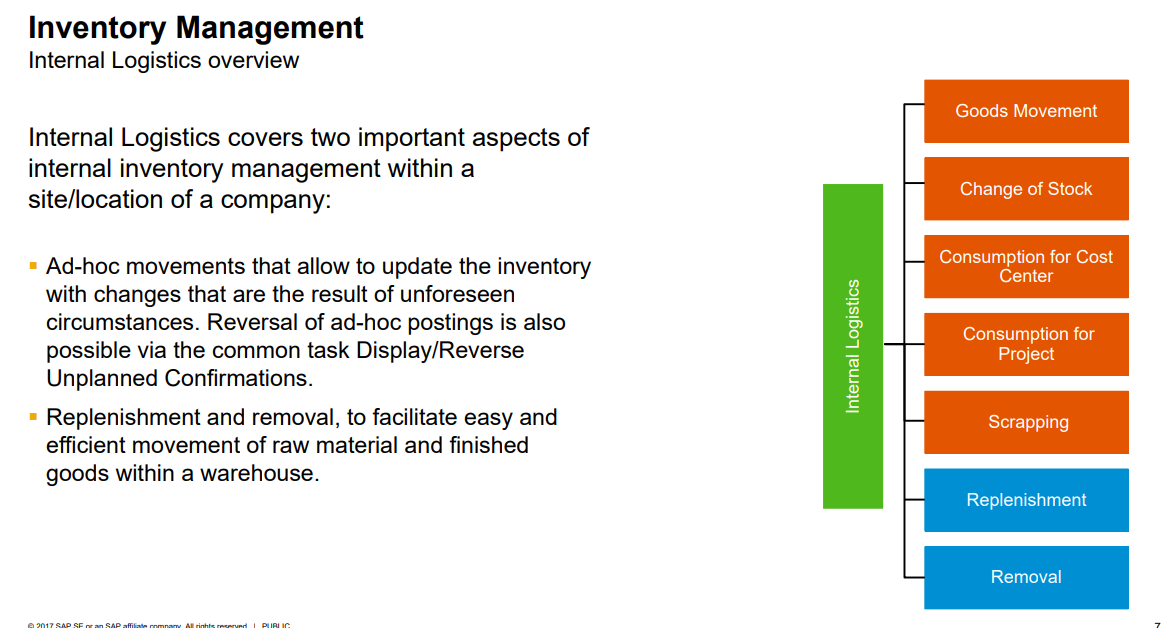 Inventory Management
Internal Logistics overview
Internal Logistics covers two important aspects of
internal inventory management within a
site/location of a company:
Ad-hoc movements that allow to update the inventory
with changes that are the result of unforeseen
circumstances. Reversal of ad-hoc postings is also
possible via the common task Display/Reverse
Unplanned Confirmations.
Replenishment and removal, to facilitate easy and
efficient movement of raw material and finished
goods within a warehouse.
Internal Logistics
Goods Movement
Change of Stock
Consumption for Cost
Center
Consumption for
Project
Scrapping
Replenishment
Removal
© 2017 SAP SE or an SAP affiliate company. All rights reserved. | PUBLIC
7